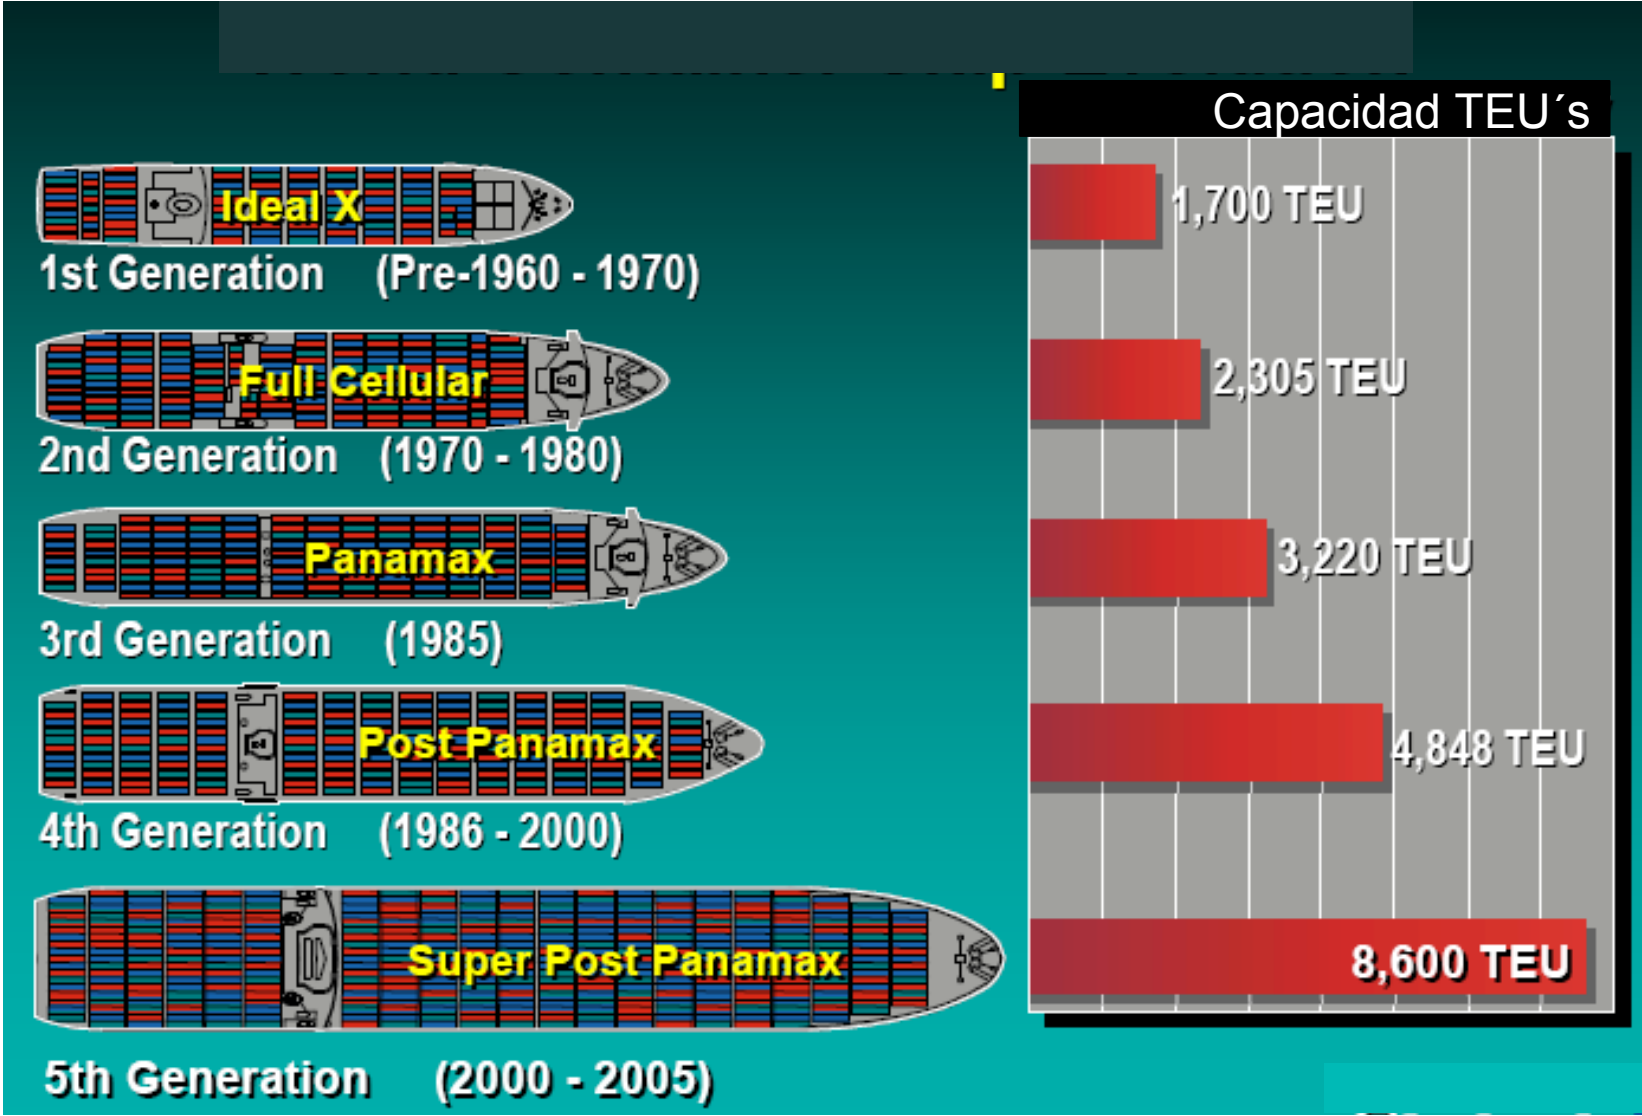 Capacidad TEU´s
Ideal X
1,700 TEU
1st Generation (Pre-1960 - 1970)
Full Cellular
2,305 TEU
2nd Generation (1970 - 1980)
Panamax
3,220 TEU
3rd Generation (1985)
Post Panamax
4,848 TEU
4th Generation (1986 - 2000)
Super Post Panamax
8,600 TEU
5th Generation (2000 - 2005)